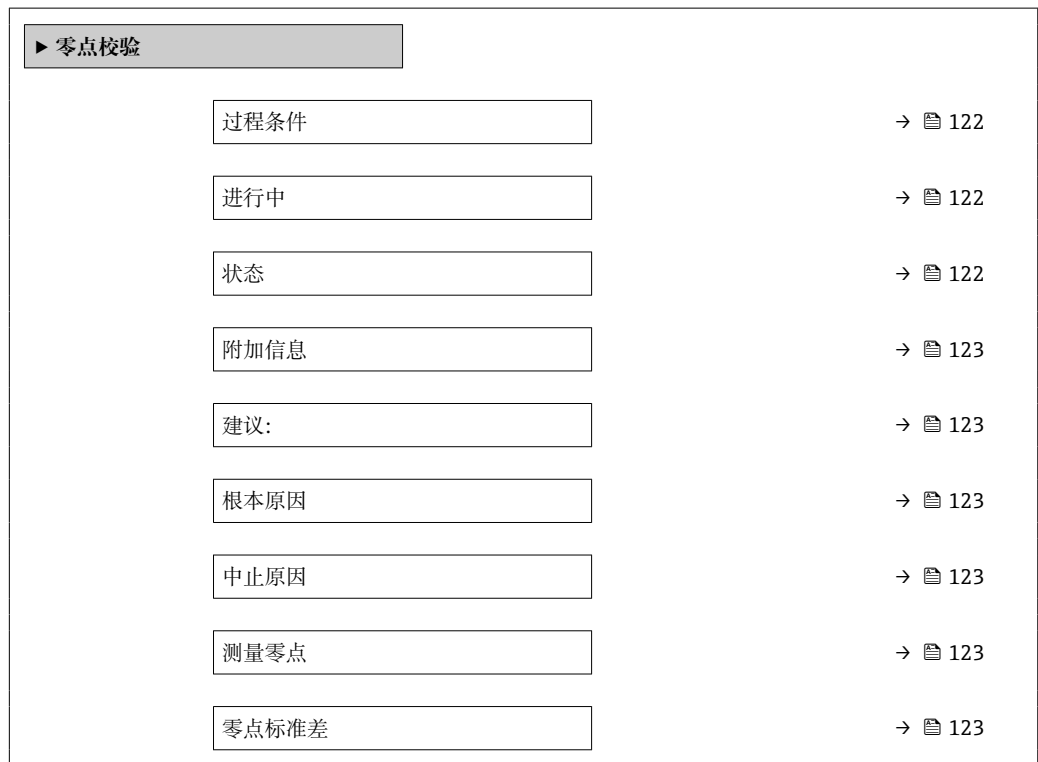 ▶ 零点校验
过程条件 → 🖹 122
进行中 → 🖹 122
状态 → 🖹 122
附加信息 → 🖹 123
建议: → 🖹 123
根本原因 → 🖹 123
中止原因 → 🖹 123
测量零点 → 🖹 123
零点标准差 → 🖹 123